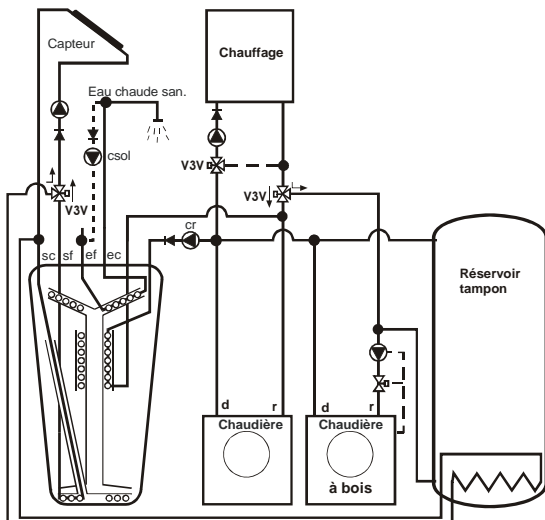 Capteur
Chauffage
Eau chaude san.
csol
V3V
V3V
V3V
cr
sc sf ef ec
Réservoir
tampon
d r
Chaudière
d r
Chaudière
à bois